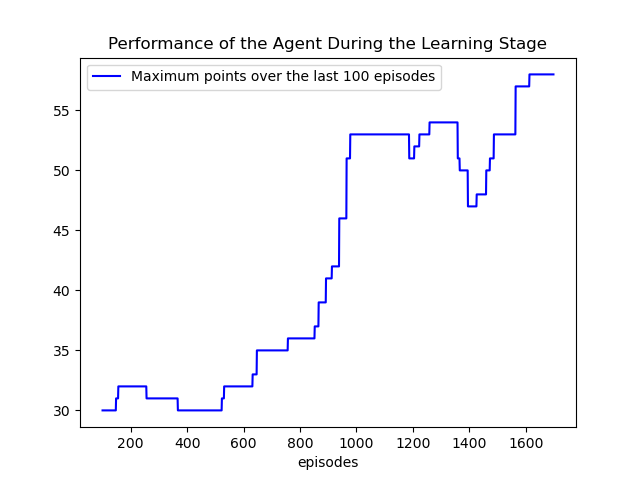 Performance of the Agent During the Learning Stage
Maximum points over the last 100 episodes
55
50
45
40
35
30
200 400 600 800 1000 1200 1400 1600
episodes